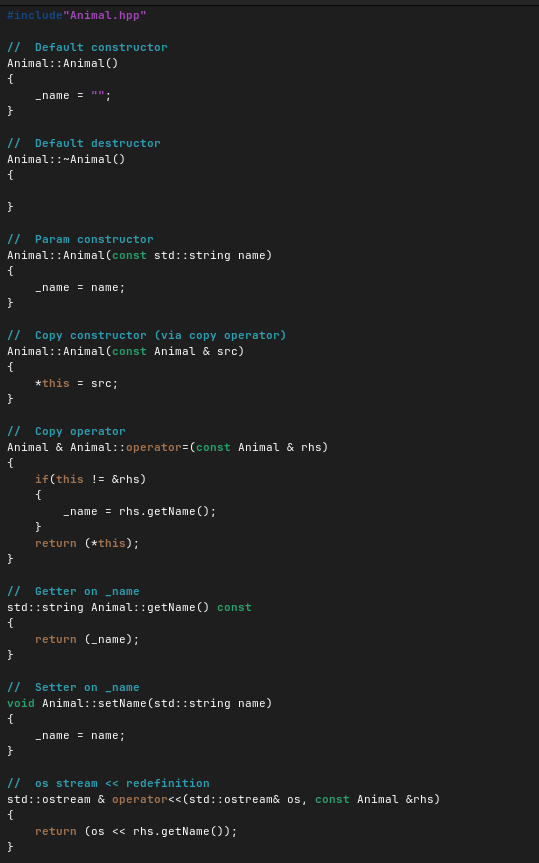 #include"Animal.hpp"
//  Default constructor
Animal::Animal()
{
    _name = "";
}
//  Default destructor
Animal::~Animal()
{
}
//  Param constructor
Animal::Animal(const std::string name)
{
    _name = name;
}
//  Copy constructor (via copy operator)
Animal::Animal(const Animal & src)
{
    *this = src;
}
//  Copy operator
Animal & Animal::operator=(const Animal & rhs)
{
    if(this != &rhs)
    {
        _name = rhs.getName();
    }
    return (*this);
}
//  Getter on _name
std::string Animal::getName() const
{
    return (_name);
}
//  Setter on _name
void Animal::setName(std::string name)
{
    _name = name;
}
//  os stream << redefinition
std::ostream & operator<<(std::ostream& os, const Animal &rhs)
{
    return (os << rhs.getName());
}